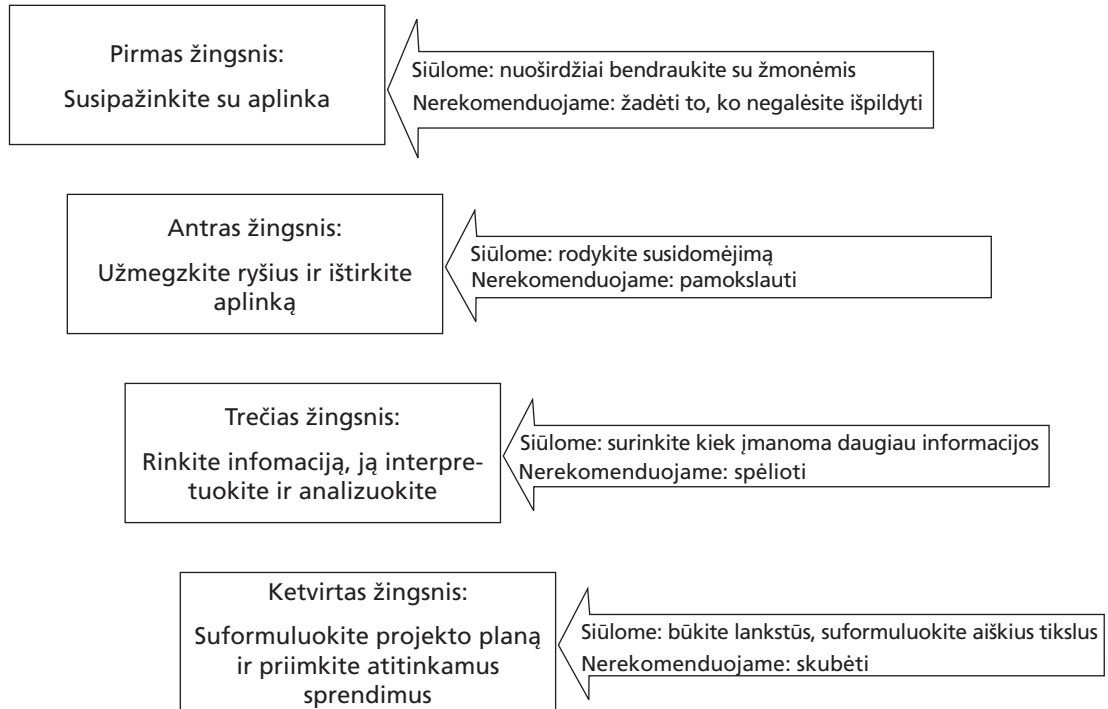 Pirmas žingsnis:
Susipažinkite su aplinka
Siūlome: nuoširdžiai bendraukite su žmonėmis
Nerekomenduojame: žadėti to, ko negalėsite išpildyti
Antras žingsnis:
Užmegzkite ryšius ir ištirkite
aplinką
Siūlome: rodykite susidomėjimą
Nerekomenduojame: pamokslauti
Trečias žingsnis:
Rinkite infomaciją, ją interpre-
tuokite ir analizuokite
Siūlome: surinkite kiek įmanoma daugiau informacijos
Nerekomenduojame: spėlioti
Ketvirtas žingsnis:
Suformuluokite projekto planą
ir priimkite atitinkamus
sprendimus
Siūlome: būkite lankstūs, suformuluokite aiškius tikslus
Nerekomenduojame: skubėti